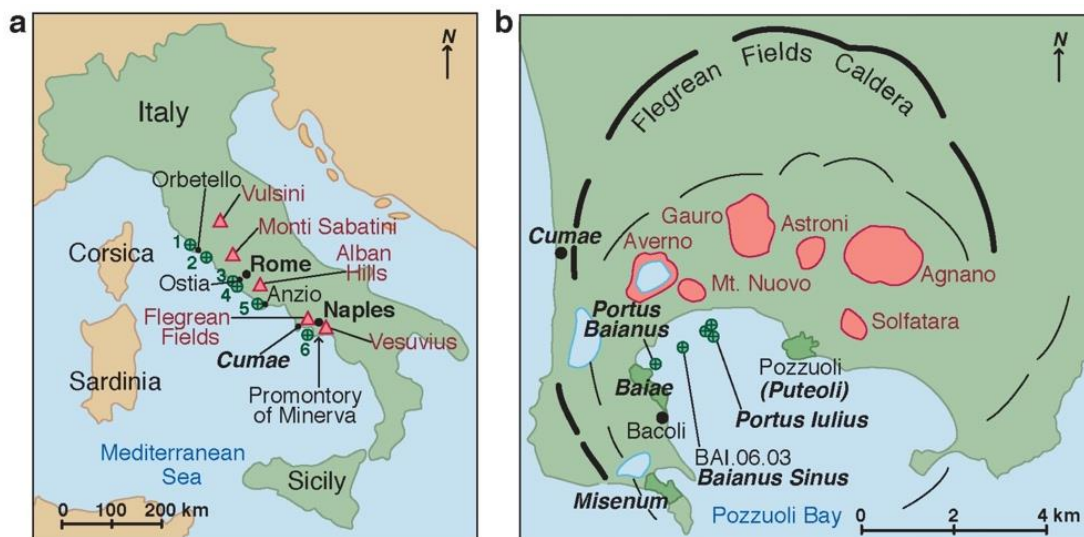 a
N
Italy
Orbetello
Vulsini
Monti Sabatini
Corsica
1
2
Rome
Alban
Hills
Ostia
3
4
Anzio
5
Naples
Flegrean
Fields
Vesuvius
6
Cumae
Sardinia
Promontory
of Minerva
Mediterranean
Sea
Sicily
0 100 200 km
b
N
Flegrean Fields Caldera
Gauro
Astroni
Cumae
Averno
Agnano
Mt. Nuovo
Portus
Baianus
Solfatara
Pozzuoli
(Puteoli)
Baiae
Portus Iulius
Bacoli
BAI.06.03
Baianus Sinus
Misenum
Pozzuoli Bay
0 2 4 km